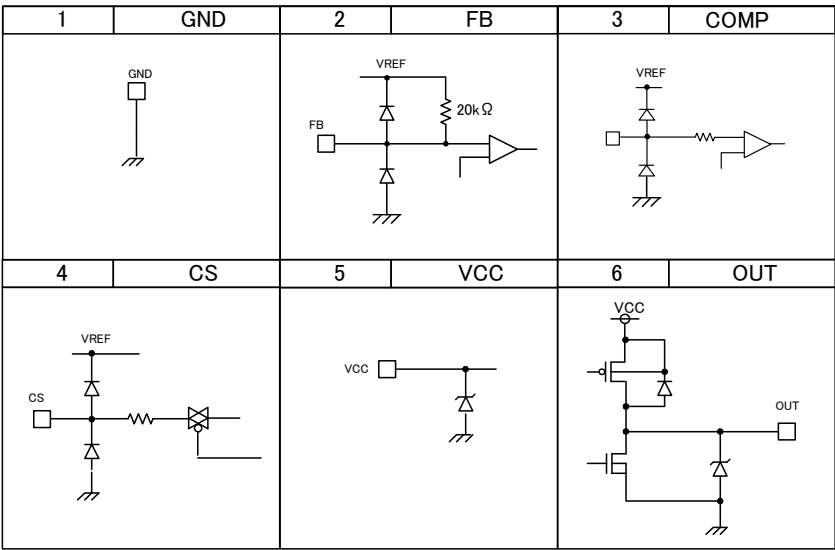 1 GND 2 FB 3 COMP
GND
VREF
20kΩ
FB
VREF
4 CS 5 VCC 6 OUT
VREF
CS
VCC
VCC
OUT